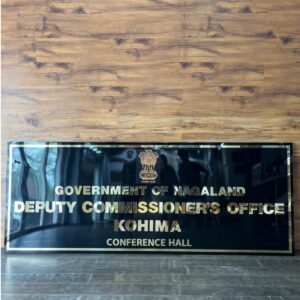 GOVERNMENT OF NAGALAND
DEPUTY COMMISSIONER'S OFFICE
KOHIMA
CONFERENCE HALL